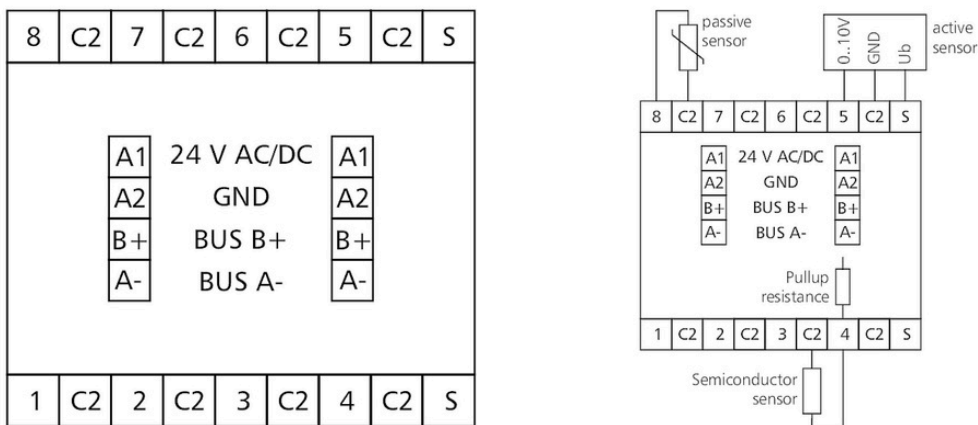 8 C2 7 C2 6 C2 5 C2 S
A1 24 V AC/DC A1
A2 GND A2
B+ BUS B+ B+
A- BUS A- A-
1 C2 2 C2 3 C2 4 C2 S
passive
sensor
0..10V
GND
Ub
active
sensor
8 C2 7 C2 6 C2 5 C2 S
A1 24 V AC/DC A1
A2 GND A2
B+ BUS B+ B+
A- BUS A- A-
Pullup
resistance
1 C2 2 C2 3 C2 4 C2 S
Semiconductor
sensor